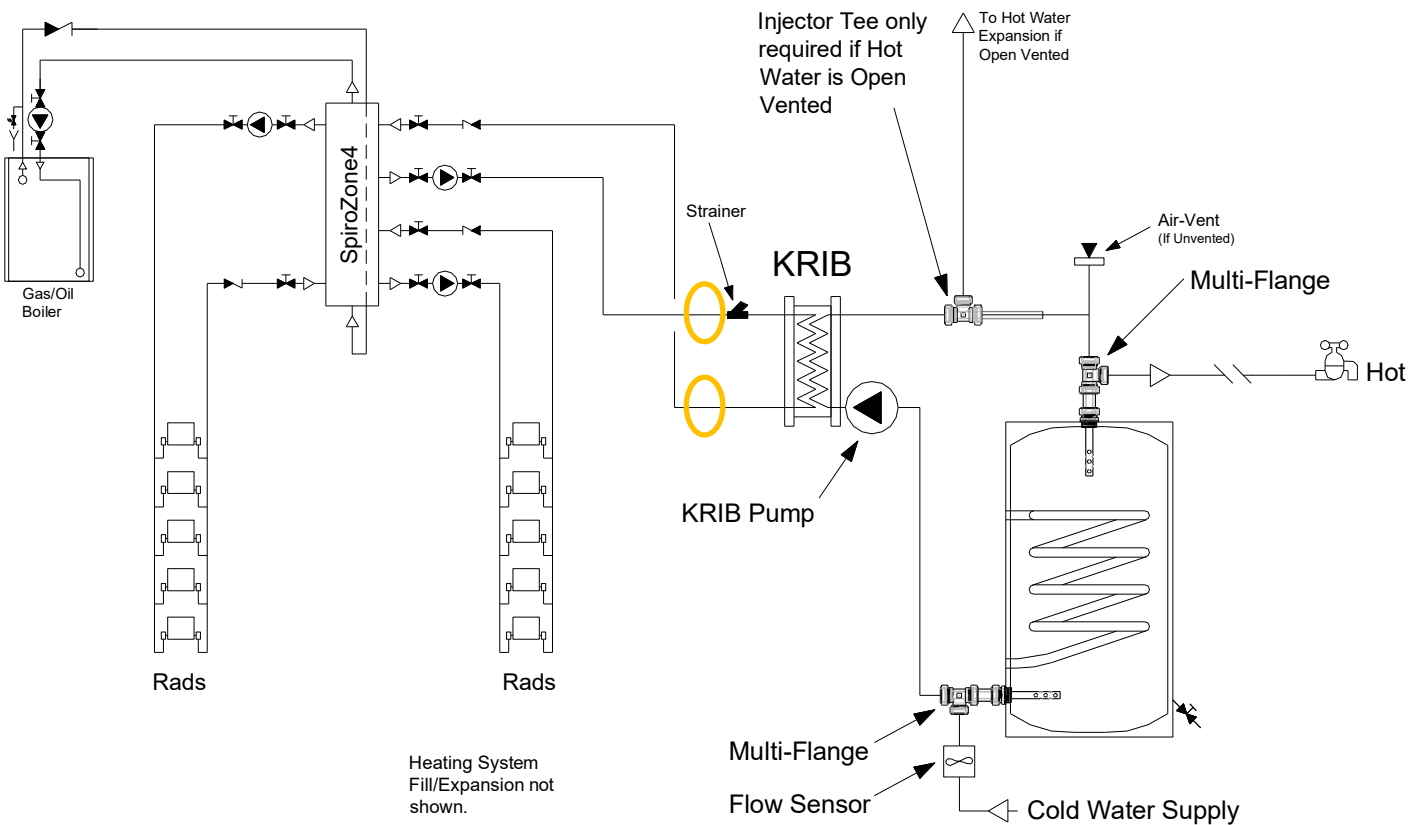 Injector Tee only
required if Hot
Water is Open
Vented
To Hot Water
Expansion if
Open Vented
SpiroZone4
Gas/Oil
Boiler
Strainer
KRIB
Air-Vent
(If Unvented)
Multi-Flange
Hot
KRIB Pump
Rads
Rads
Heating System
Fill/Expansion not
shown.
Multi-Flange
Flow Sensor
Cold Water Supply